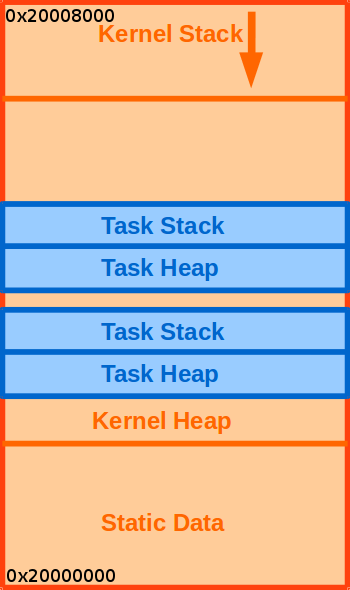 0x20008000
Kernel Stack
Task Stack
Task Heap
Task Stack
Task Heap
Kernel Heap
Static Data
0x20000000